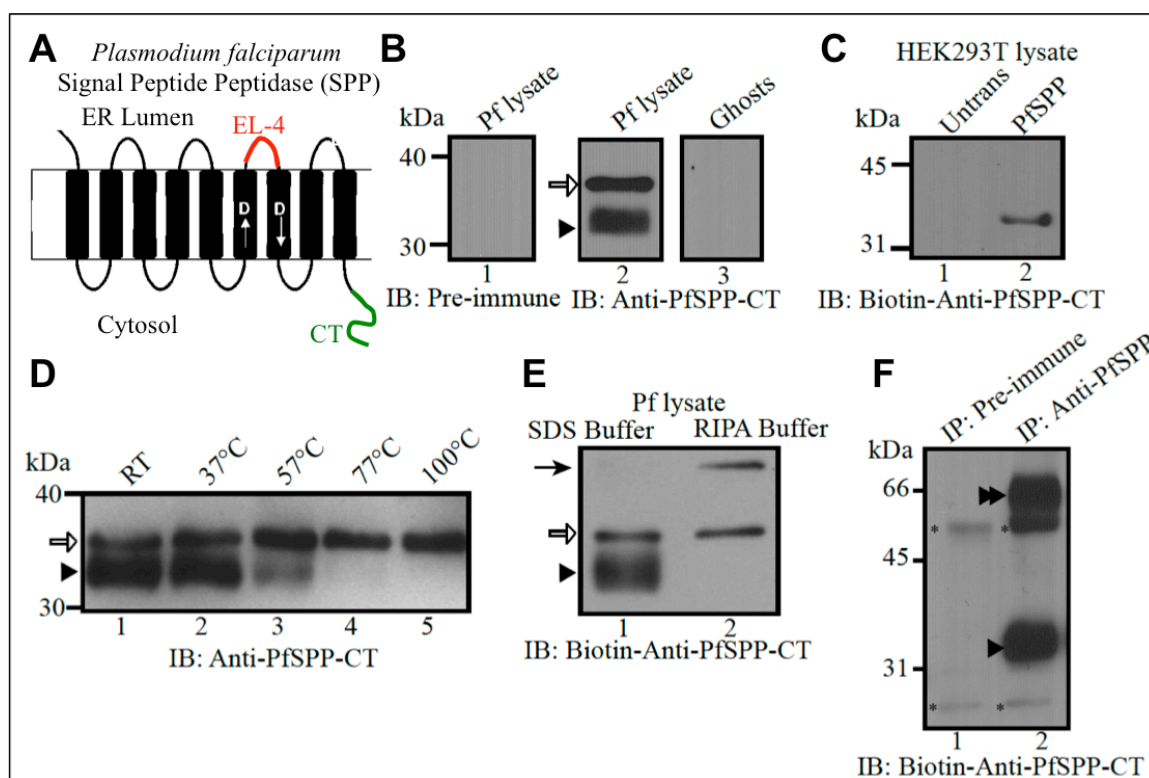 A
Plasmodium falciparum
Signal Peptide Peptidase (SPP)
ER Lumen
EL-4
D
D
Cytosol
CT
B
kDa
Pf lysate
Pf lysate
Ghosts
40
30
1
2
3
IB: Pre-immune
IB: Anti-PfSPP-CT
C
HEK293T lysate
kDa
Untrans
PfSPP
45
31
1
2
IB: Biotin-Anti-PfSPP-CT
D
kDa
RT
37°C
57°C
77°C
100°C
40
30
1
2
3
4
5
IB: Anti-PfSPP-CT
E
Pf lysate
SDS Buffer
RIPA Buffer
1
2
IB: Biotin-Anti-PfSPP-CT
F
IP: Pre-immune
IP: Anti-PfSPP
kDa
66
45
31
*
*
*
*
1
2
IB: Biotin-Anti-PfSPP-CT